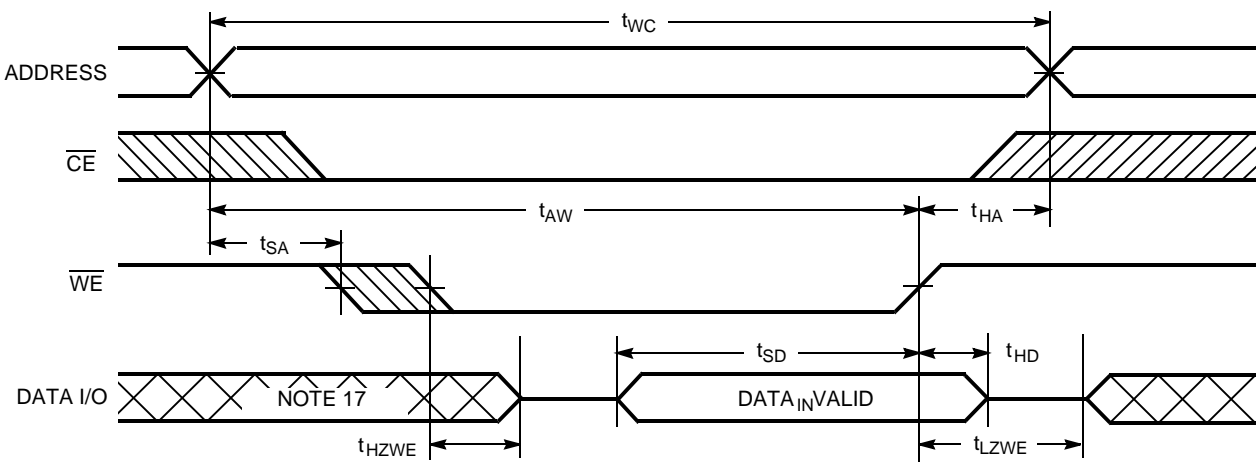 tWC
ADDRESS
CE
tAW
tHA
tSA
WE
tSD
tHD
DATA I/O
NOTE 17
DATAINVALID
tHZWE
tLZWE